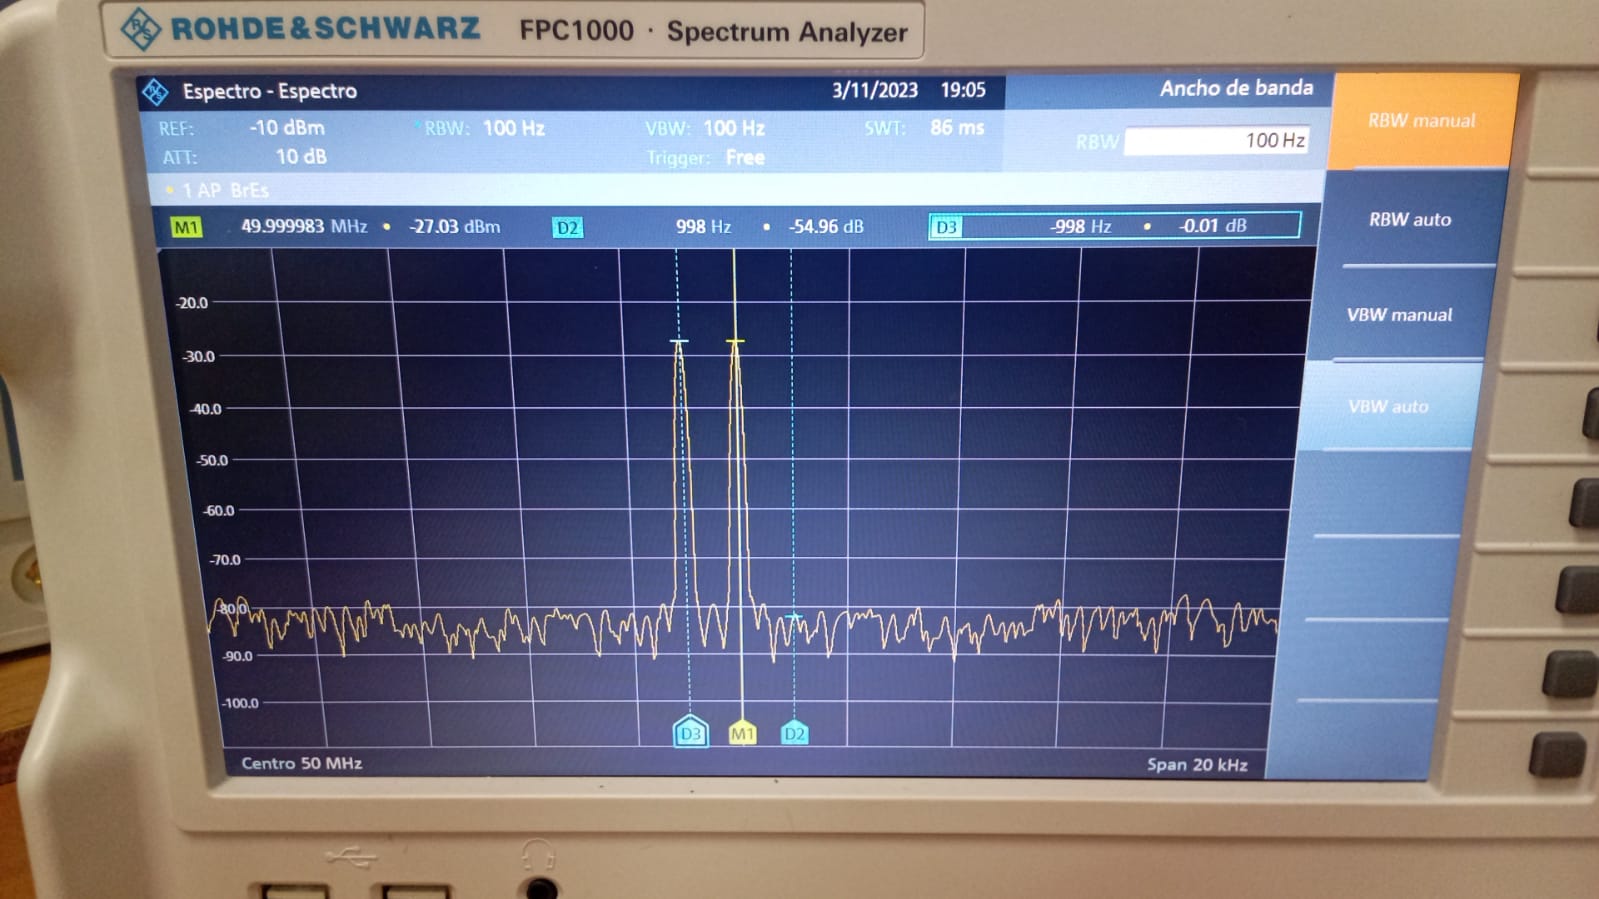 ROHDE & SCHWARZ FPC1000 · Spectrum Analyzer
Espectro - Espectro 3/11/2023 19:05 Ancho de banda
REF: -10 dBm RBW: 100 Hz VBW: 100 Hz SWT: 86 ms
ATT: 10 dB Trigger: Free
RBW 100 Hz
1 AP BrEs
M1 49.999983 MHz • -27.03 dBm D2 998 Hz • -54.96 dB D3 -998 Hz • -0.01 dB
RBW manual
RBW auto
VBW manual
VBW auto
-20.0
-30.0
-40.0
-50.0
-60.0
-70.0
-80.0
-90.0
-100.0
D3 M1 D2
Centro 50 MHz Span 20 kHz